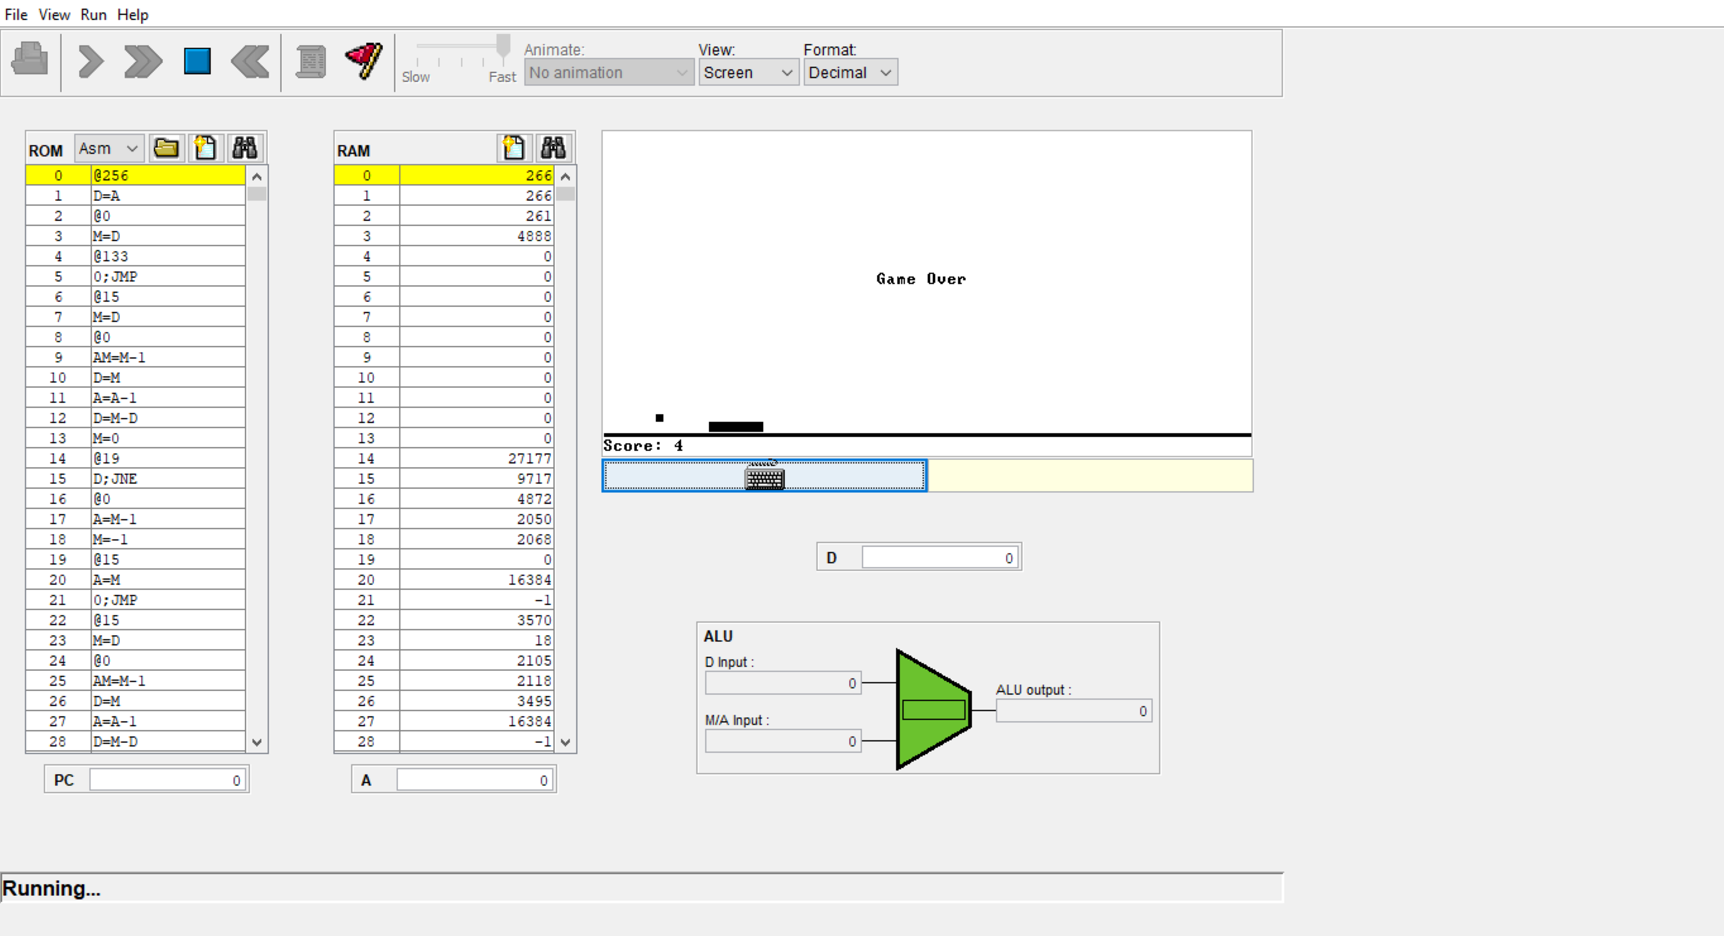 File View Run Help
Slow Fast
Animate:
No animation
View:
Screen
Format:
Decimal
ROM Asm
0 @256
1 D=A
2 @0
3 M=D
4 @133
5 0;JMP
6 @15
7 M=D
8 @0
9 AM=M-1
10 D=M
11 A=A-1
12 D=M-D
13 M=0
14 @19
15 D;JNE
16 @0
17 A=M-1
18 M=-1
19 @15
20 A=M
21 0;JMP
22 @15
23 M=D
24 @0
25 AM=M-1
26 D=M
27 A=A-1
28 D=M-D
PC 0
RAM
0 266
1 266
2 261
3 4888
4 0
5 0
6 0
7 0
8 0
9 0
10 0
11 0
12 0
13 0
14 27177
15 9717
16 4872
17 2050
18 2068
19 0
20 16384
21 -1
22 3570
23 18
24 2105
25 2118
26 3495
27 16384
28 -1
A 0
Game Over
Score: 4
D 0
ALU
D Input :
0
M/A Input :
0
ALU output :
0
Running...